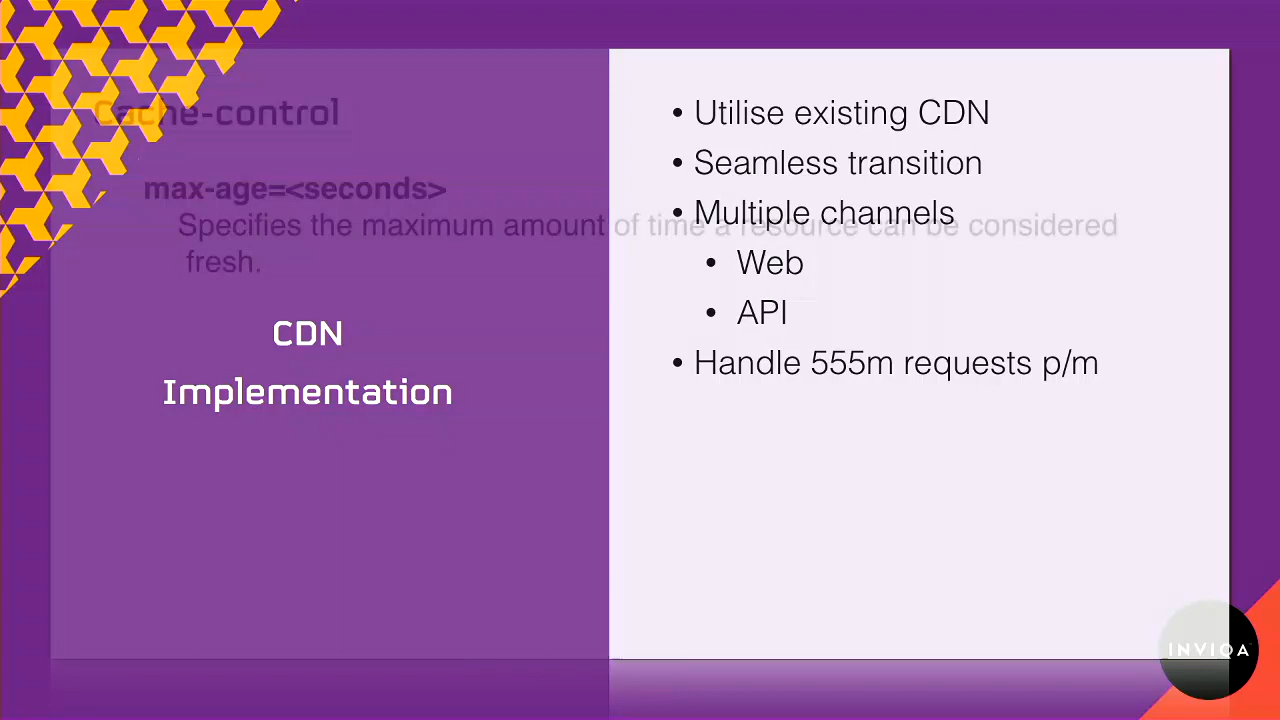 Cache-control
max-age=<seconds>
Specifies the maximum amount of time a resource can be considered
fresh.
CDN
Implementation
• Utilise existing CDN
• Seamless transition
• Multiple channels
• Web
• API
• Handle 555m requests p/m
INVIQA